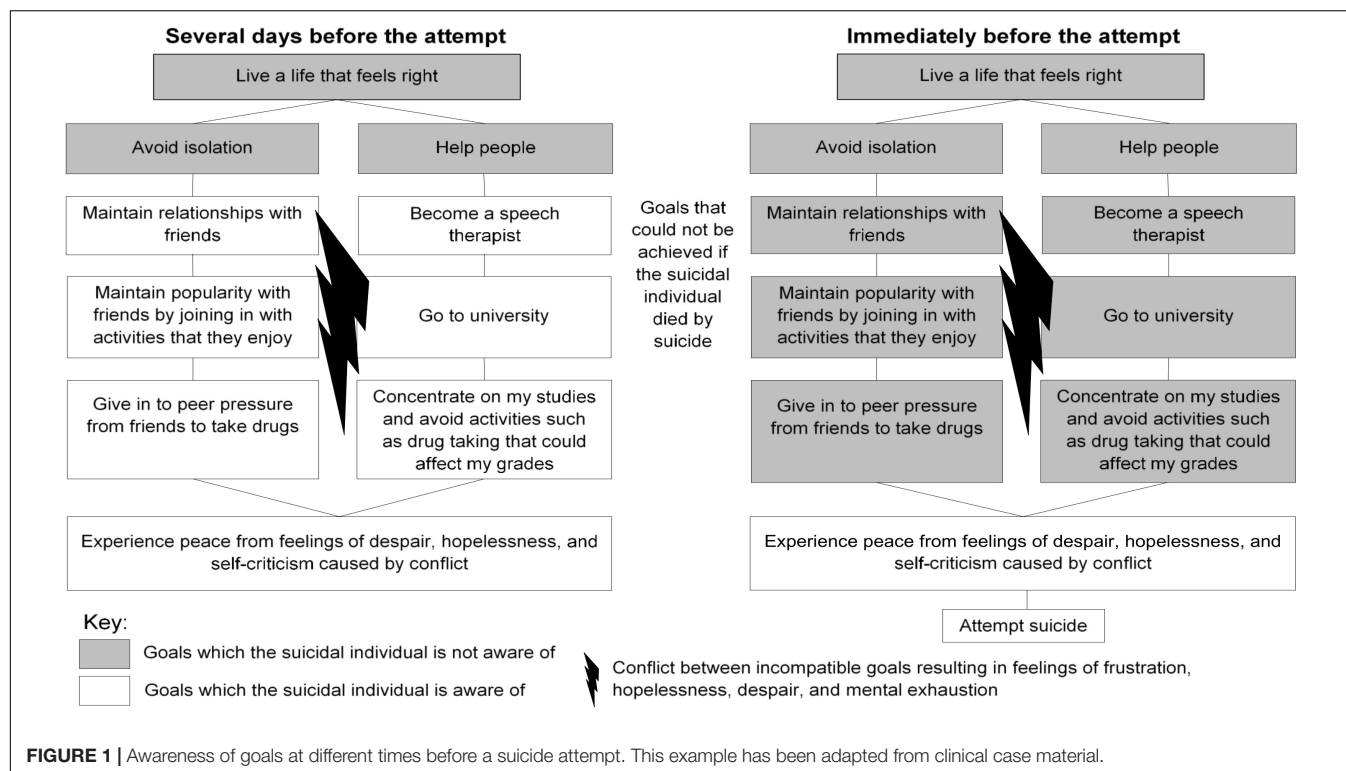 Several days before the attempt
Live a life that feels right
Avoid isolation
Help people
Maintain relationships with
friends
Become a speech
therapist
Maintain popularity with
friends by joining in with
activities that they enjoy
Go to university
Give in to peer pressure
from friends to take drugs
Concentrate on my studies
and avoid activities such
as drug taking that could
affect my grades
Experience peace from feelings of despair, hopelessness, and
self-criticism caused by conflict
Goals that
could not be
achieved if
the suicidal
individual
died by
suicide
Immediately before the attempt
Live a life that feels right
Avoid isolation
Help people
Maintain relationships with
friends
Become a speech
therapist
Maintain popularity with
friends by joining in with
activities that they enjoy
Go to university
Give in to peer pressure
from friends to take drugs
Concentrate on my studies
and avoid activities such
as drug taking that could
affect my grades
Experience peace from feelings of despair, hopelessness, and
self-criticism caused by conflict
Attempt suicide
Key:
Goals which the suicidal individual is not aware of
Goals which the suicidal individual is aware of
Conflict between incompatible goals resulting in feelings of frustration,
hopelessness, despair, and mental exhaustion
FIGURE 1 | Awareness of goals at different times before a suicide attempt. This example has been adapted from clinical case material.